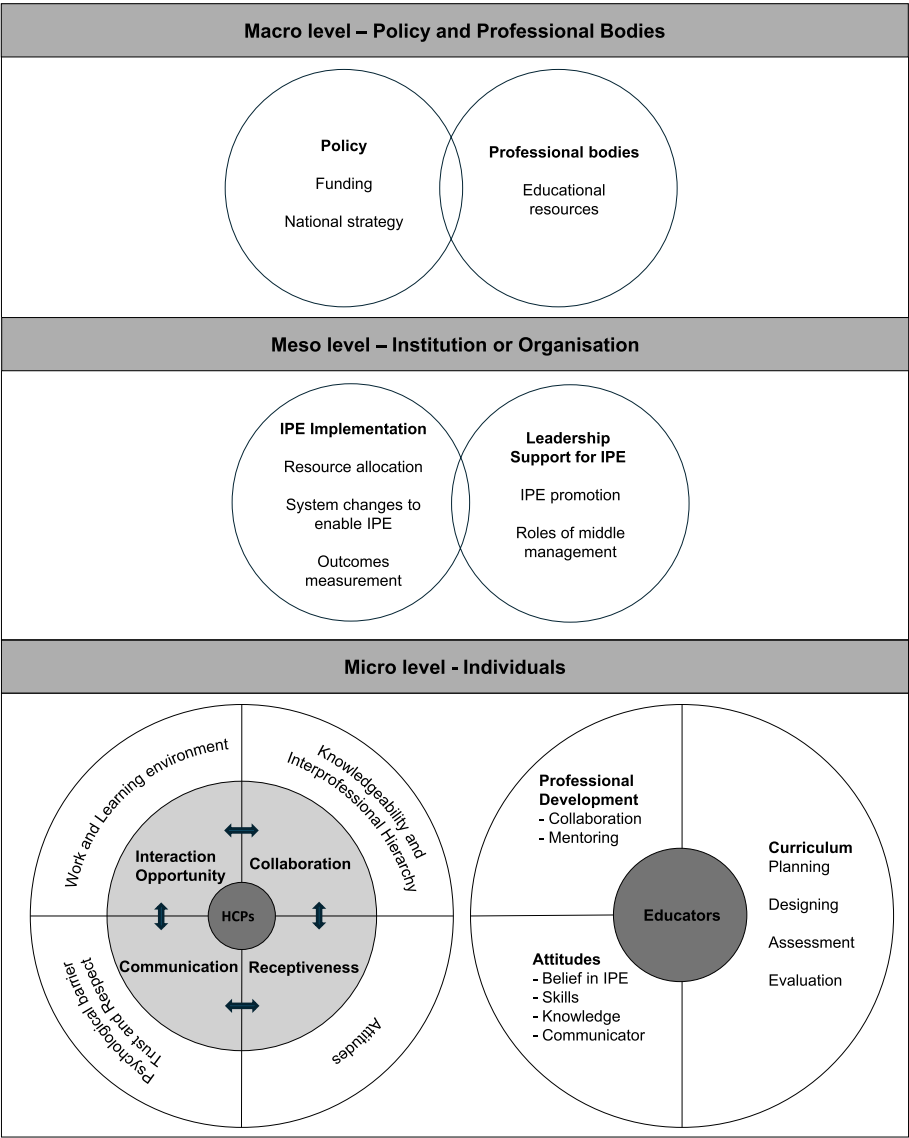 Macro level – Policy and Professional Bodies
Policy
Funding
National strategy
Professional bodies
Educational
resources
Meso level – Institution or Organisation
IPE Implementation
Resource allocation
System changes to
enable IPE
Outcomes
measurement
Leadership
Support for IPE
IPE promotion
Roles of middle
management
Micro level - Individuals
Work and Learning environment
Knowledgeability and
Interprofessional Hierarchy
Interaction
Opportunity
Collaboration
HCPs
Communication
Receptiveness
Psychological barrier
Trust and Respect
Attitudes
Professional
Development
- Collaboration
- Mentoring
Educators
Attitudes
- Belief in IPE
- Skills
- Knowledge
- Communicator
Curriculum
Planning
Designing
Assessment
Evaluation